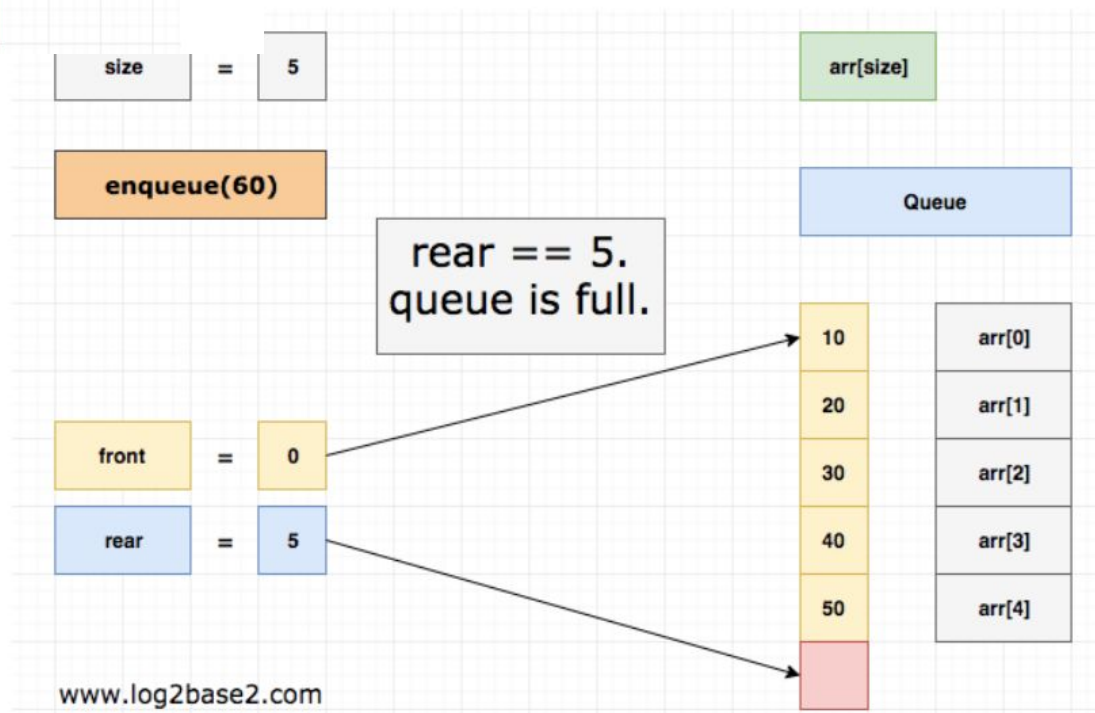 size = 5
arr[size]
enqueue(60)
Queue
rear == 5.
queue is full.
10 arr[0]
20 arr[1]
front = 0
30 arr[2]
rear = 5
40 arr[3]
50 arr[4]
www.log2base2.com